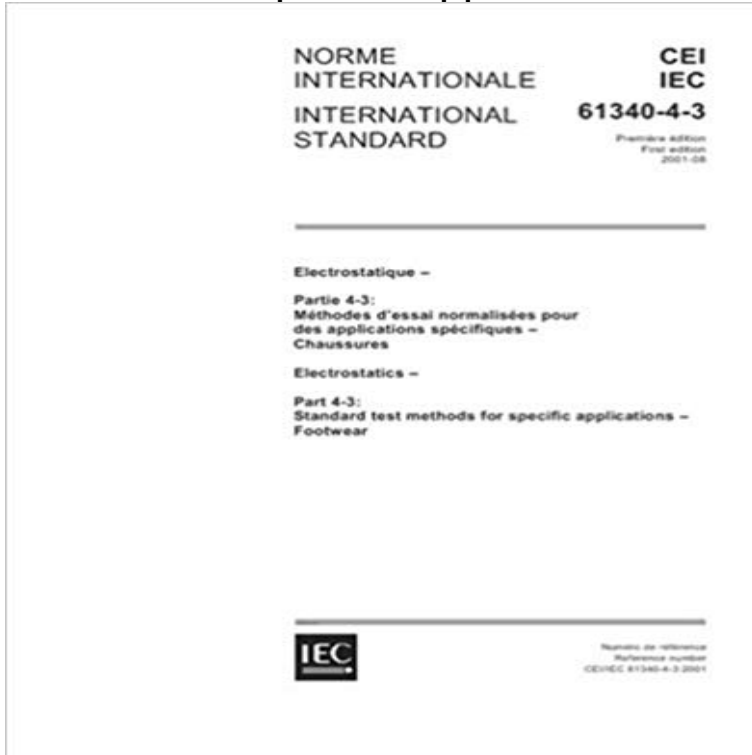 NORME
INTERNATIONALE
INTERNATIONAL
STANDARD
CEI
IEC
61340-4-3
Première édition
First edition
2001-08
Electrostatique –
Partie 4-3:
Méthodes d'essai normalisées pour
des applications spécifiques –
Chaussures
Electrostatics –
Part 4-3:
Standard test methods for specific applications –
Footwear
IEC
Numéro de référence
Reference number
CEI/IEC 61340-4-3:2001